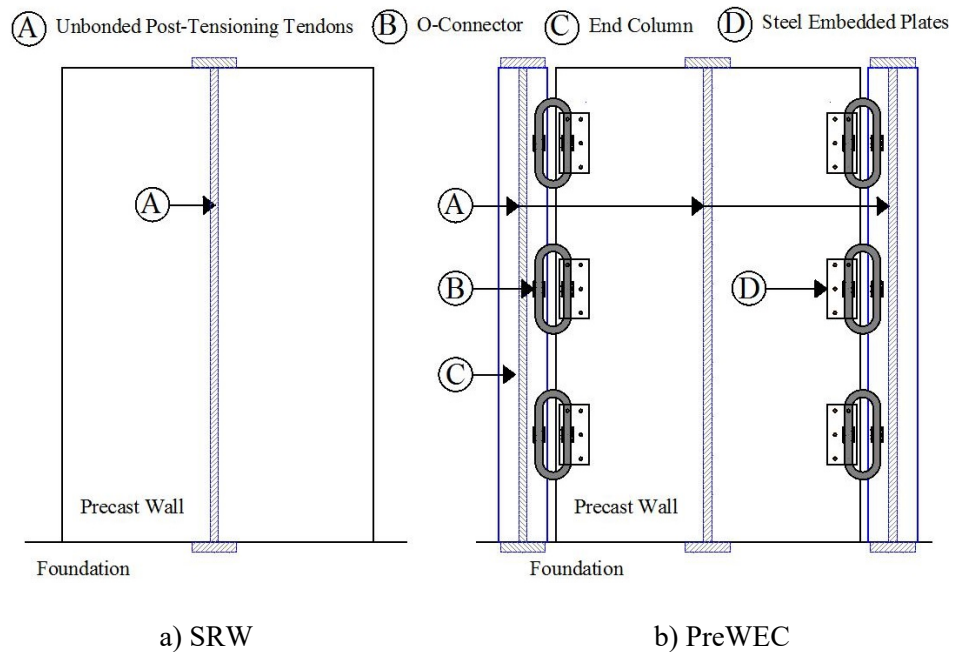 A Unbonded Post-Tensioning Tendons B O-Connector C End Column D Steel Embedded Plates
A
A
B
D
C
Precast Wall
Precast Wall
Foundation
Foundation
a) SRW
b) PreWEC